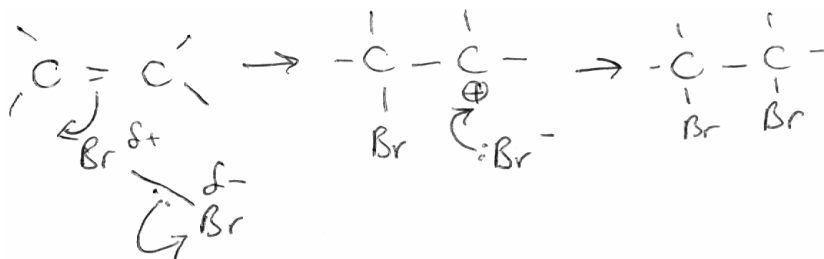 C = C → - C - C - → - C - C -
⊕
Br δ+ Br :Br⁻ Br Br
δ-
Br